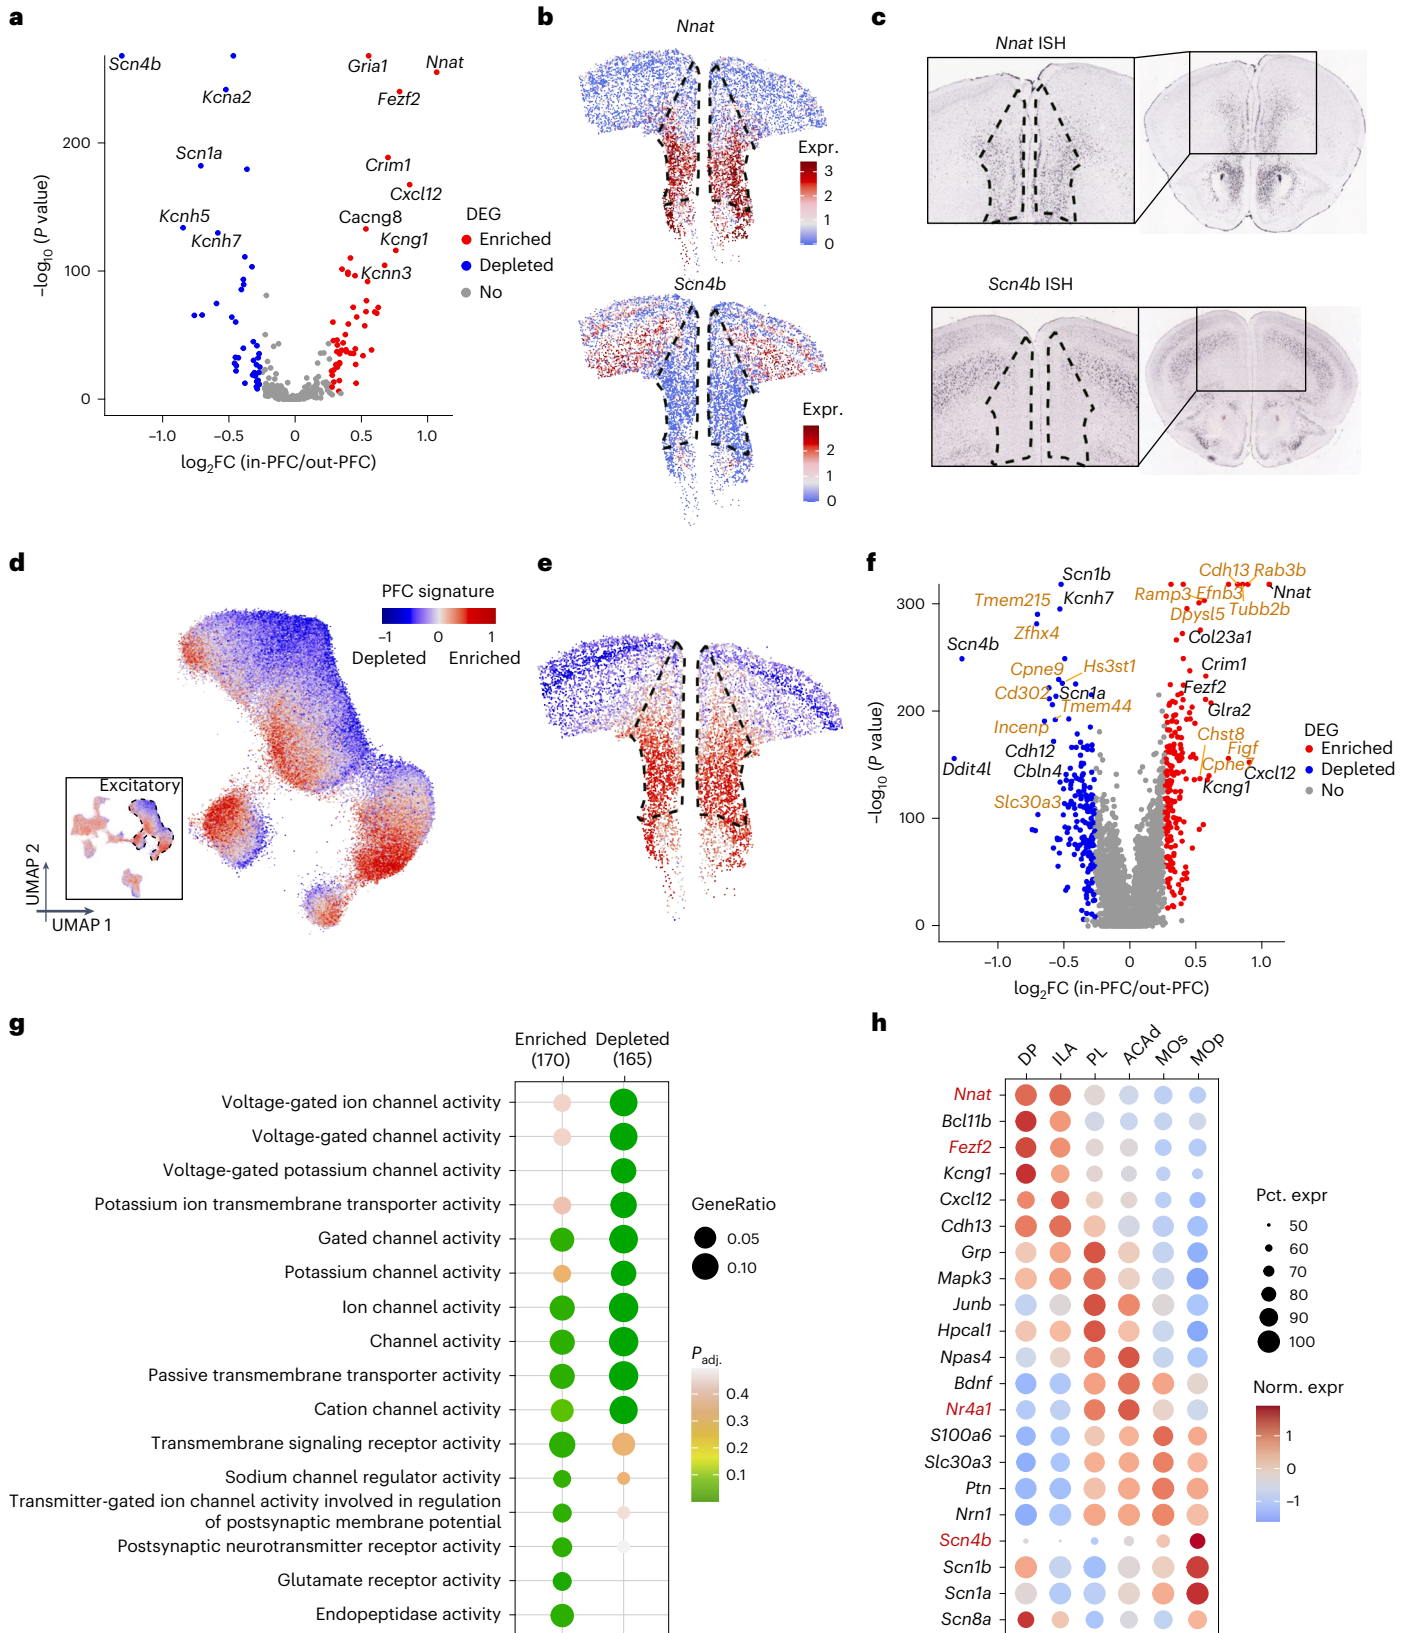 a
Scn4b
Kcna2
Scn1a
Kcnh5
Kcnh7
Gria1
Nnat
Fezf2
Crim1
Cxcl12
Cacng8
Kcng1
Kcnn3
200
100
0
−log10 (P value)
−1.0 −0.5 0 0.5 1.0
log2FC (in-PFC/out-PFC)
DEG
Enriched
Depleted
No
b
Nnat
Expr.
3
2
1
0
Scn4b
Expr.
2
1
0
c
Nnat ISH
Scn4b ISH
d
PFC signature
−1 0 1
Depleted Enriched
Excitatory
UMAP 2
UMAP 1
e
f
Scn1b
Kcnh7
Tmem215
Zfhx4
Scn4b
Cpne9
Hs3st1
Cd302
Scn1a
Tmem44
Incenp
Cdh12
Ddit4l
Cbln4
Slc30a3
Cdh13 Rab3b
Ramp3 Efnb3
Nnat
Dpysl5 Tubb2b
Col23a1
Crim1
Fezf2
Glra2
Chst8
Figf
Cpne7
Cxcl12
Kcng1
300
200
100
0
−log10 (P value)
−1.0 −0.5 0 0.5 1.0
log2FC (in-PFC/out-PFC)
DEG
Enriched
Depleted
No
g
Enriched Depleted
(170) (165)
Voltage-gated ion channel activity
Voltage-gated channel activity
Voltage-gated potassium channel activity
Potassium ion transmembrane transporter activity
Gated channel activity
Potassium channel activity
Ion channel activity
Channel activity
Passive transmembrane transporter activity
Cation channel activity
Transmembrane signaling receptor activity
Sodium channel regulator activity
Transmitter-gated ion channel activity involved in regulation
of postsynaptic membrane potential
Postsynaptic neurotransmitter receptor activity
Glutamate receptor activity
Endopeptidase activity
GeneRatio
0.05
0.10
Padj.
0.4
0.3
0.2
0.1
h
DP ILA PL ACAd MOs MOp
Nnat
Bcl11b
Fezf2
Kcng1
Cxcl12
Cdh13
Grp
Mapk3
Junb
Hpcal1
Npas4
Bdnf
Nr4a1
S100a6
Slc30a3
Ptn
Nrn1
Scn4b
Scn1b
Scn1a
Scn8a
Pct. expr
50
60
70
80
90
100
Norm. expr
1
0
−1